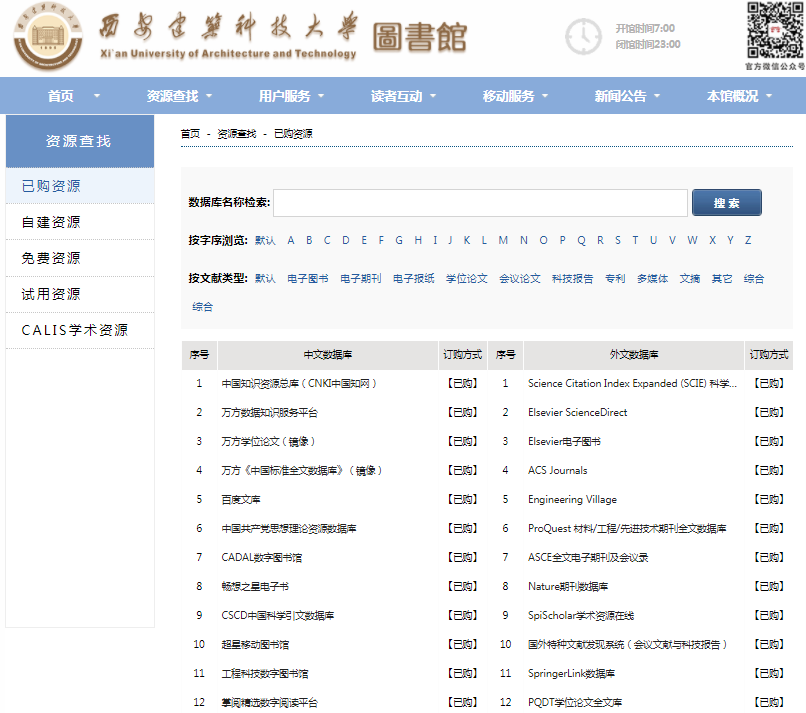 西安建筑科技大學 圖書館
Xi'an University of Architecture and Technology
开馆时间7:00
闭馆时间23:00
官方微信公众号
首页 资源查找 用户服务 读者互动 移动服务 新闻公告 本馆概况
资源查找
已购资源
自建资源
免费资源
试用资源
CALIS学术资源
首页 - 资源查找 - 已购资源
数据库名称检索: 搜 索
按字序浏览: 默认 A B C D E F G H I J K L M N O P Q R S T U V W X Y Z
按文献类型: 默认 电子图书 电子期刊 电子报纸 学位论文 会议论文 科技报告 专利 多媒体 文摘 其它 综合
综合
序号 中文数据库 订购方式 序号 外文数据库 订购方式
1 中国知识资源总库（CNKI中国知网） 【已购】 1 Science Citation Index Expanded (SCIE) 科学... 【已购】
2 万方数据知识服务平台 【已购】 2 Elsevier ScienceDirect 【已购】
3 万方学位论文（镜像） 【已购】 3 Elsevier电子图书 【已购】
4 万方《中国标准全文数据库》（镜像） 【已购】 4 ACS Journals 【已购】
5 百度文库 【已购】 5 Engineering Village 【已购】
6 中国共产党思想理论资源数据库 【已购】 6 ProQuest 材料/工程/先进技术期刊全文数据库 【已购】
7 CADAL数字图书馆 【已购】 7 ASCE全文电子期刊及会议录 【已购】
8 畅想之星电子书 【已购】 8 Nature期刊数据库 【已购】
9 CSCD中国科学引文数据库 【已购】 9 SpiScholar学术资源在线 【已购】
10 超星移动图书馆 【已购】 10 国外特种文献发现系统（会议文献与科技报告） 【已购】
11 工程科技数字图书馆 【已购】 11 SpringerLink数据库 【已购】
12 掌阅精选数字阅读平台 【已购】 12 PQDT学位论文全文库 【已购】